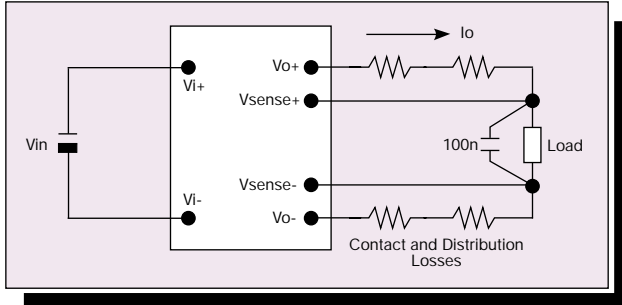 Io
Vo+
Vi+
Vsense+
Vin
100n
Load
Vsense-
Vi-
Vo-
Contact and Distribution
Losses